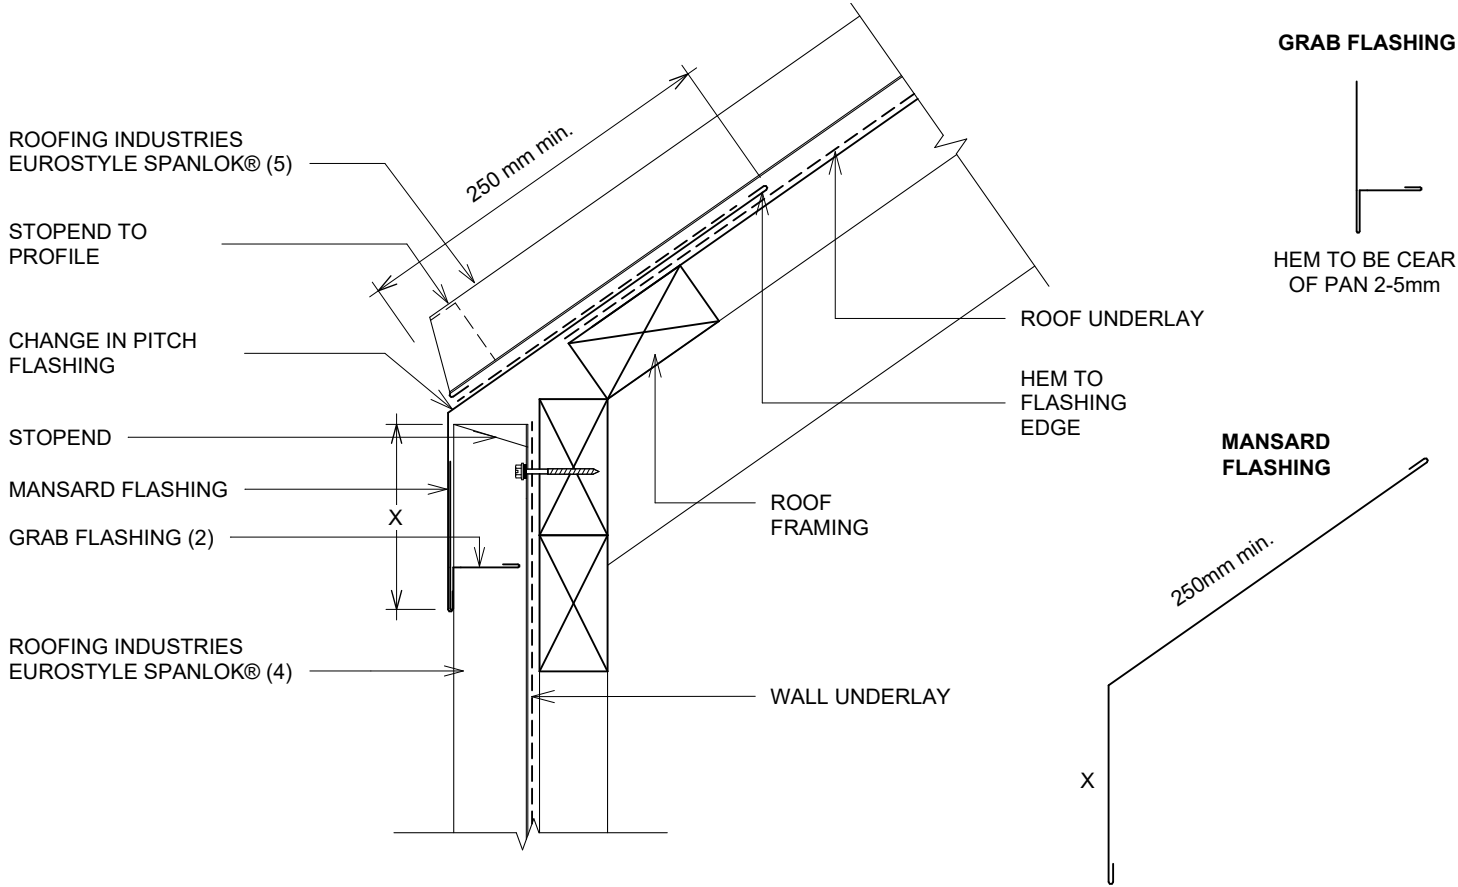 ROOFING INDUSTRIES
EUROSTYLE SPANLOK® (5)
STOPEND TO
PROFILE
CHANGE IN PITCH
FLASHING
STOPEND
MANSARD FLASHING
X
GRAB FLASHING (2)
ROOFING INDUSTRIES
EUROSTYLE SPANLOK® (4)
250 mm min.
ROOF UNDERLAY
HEM TO
FLASHING
EDGE
ROOF
FRAMING
WALL UNDERLAY
GRAB FLASHING
HEM TO BE CEAR
OF PAN 2-5mm
MANSARD
FLASHING
250mm min.
X